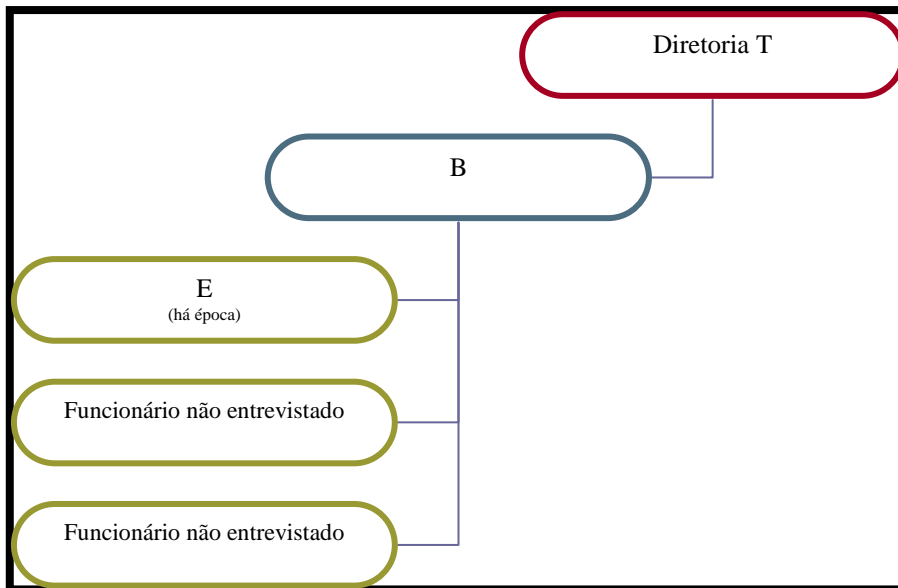 Diretoria T
B
E
(há época)
Funcionário não entrevistado
Funcionário não entrevistado